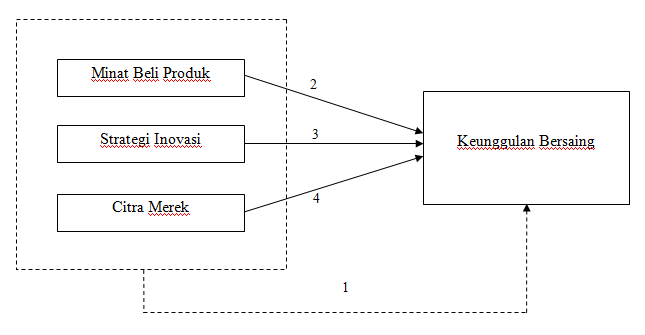 Minat Beli Produk
2
Strategi Inovasi
3
Keunggulan Bersaing
Citra Merek
4
1